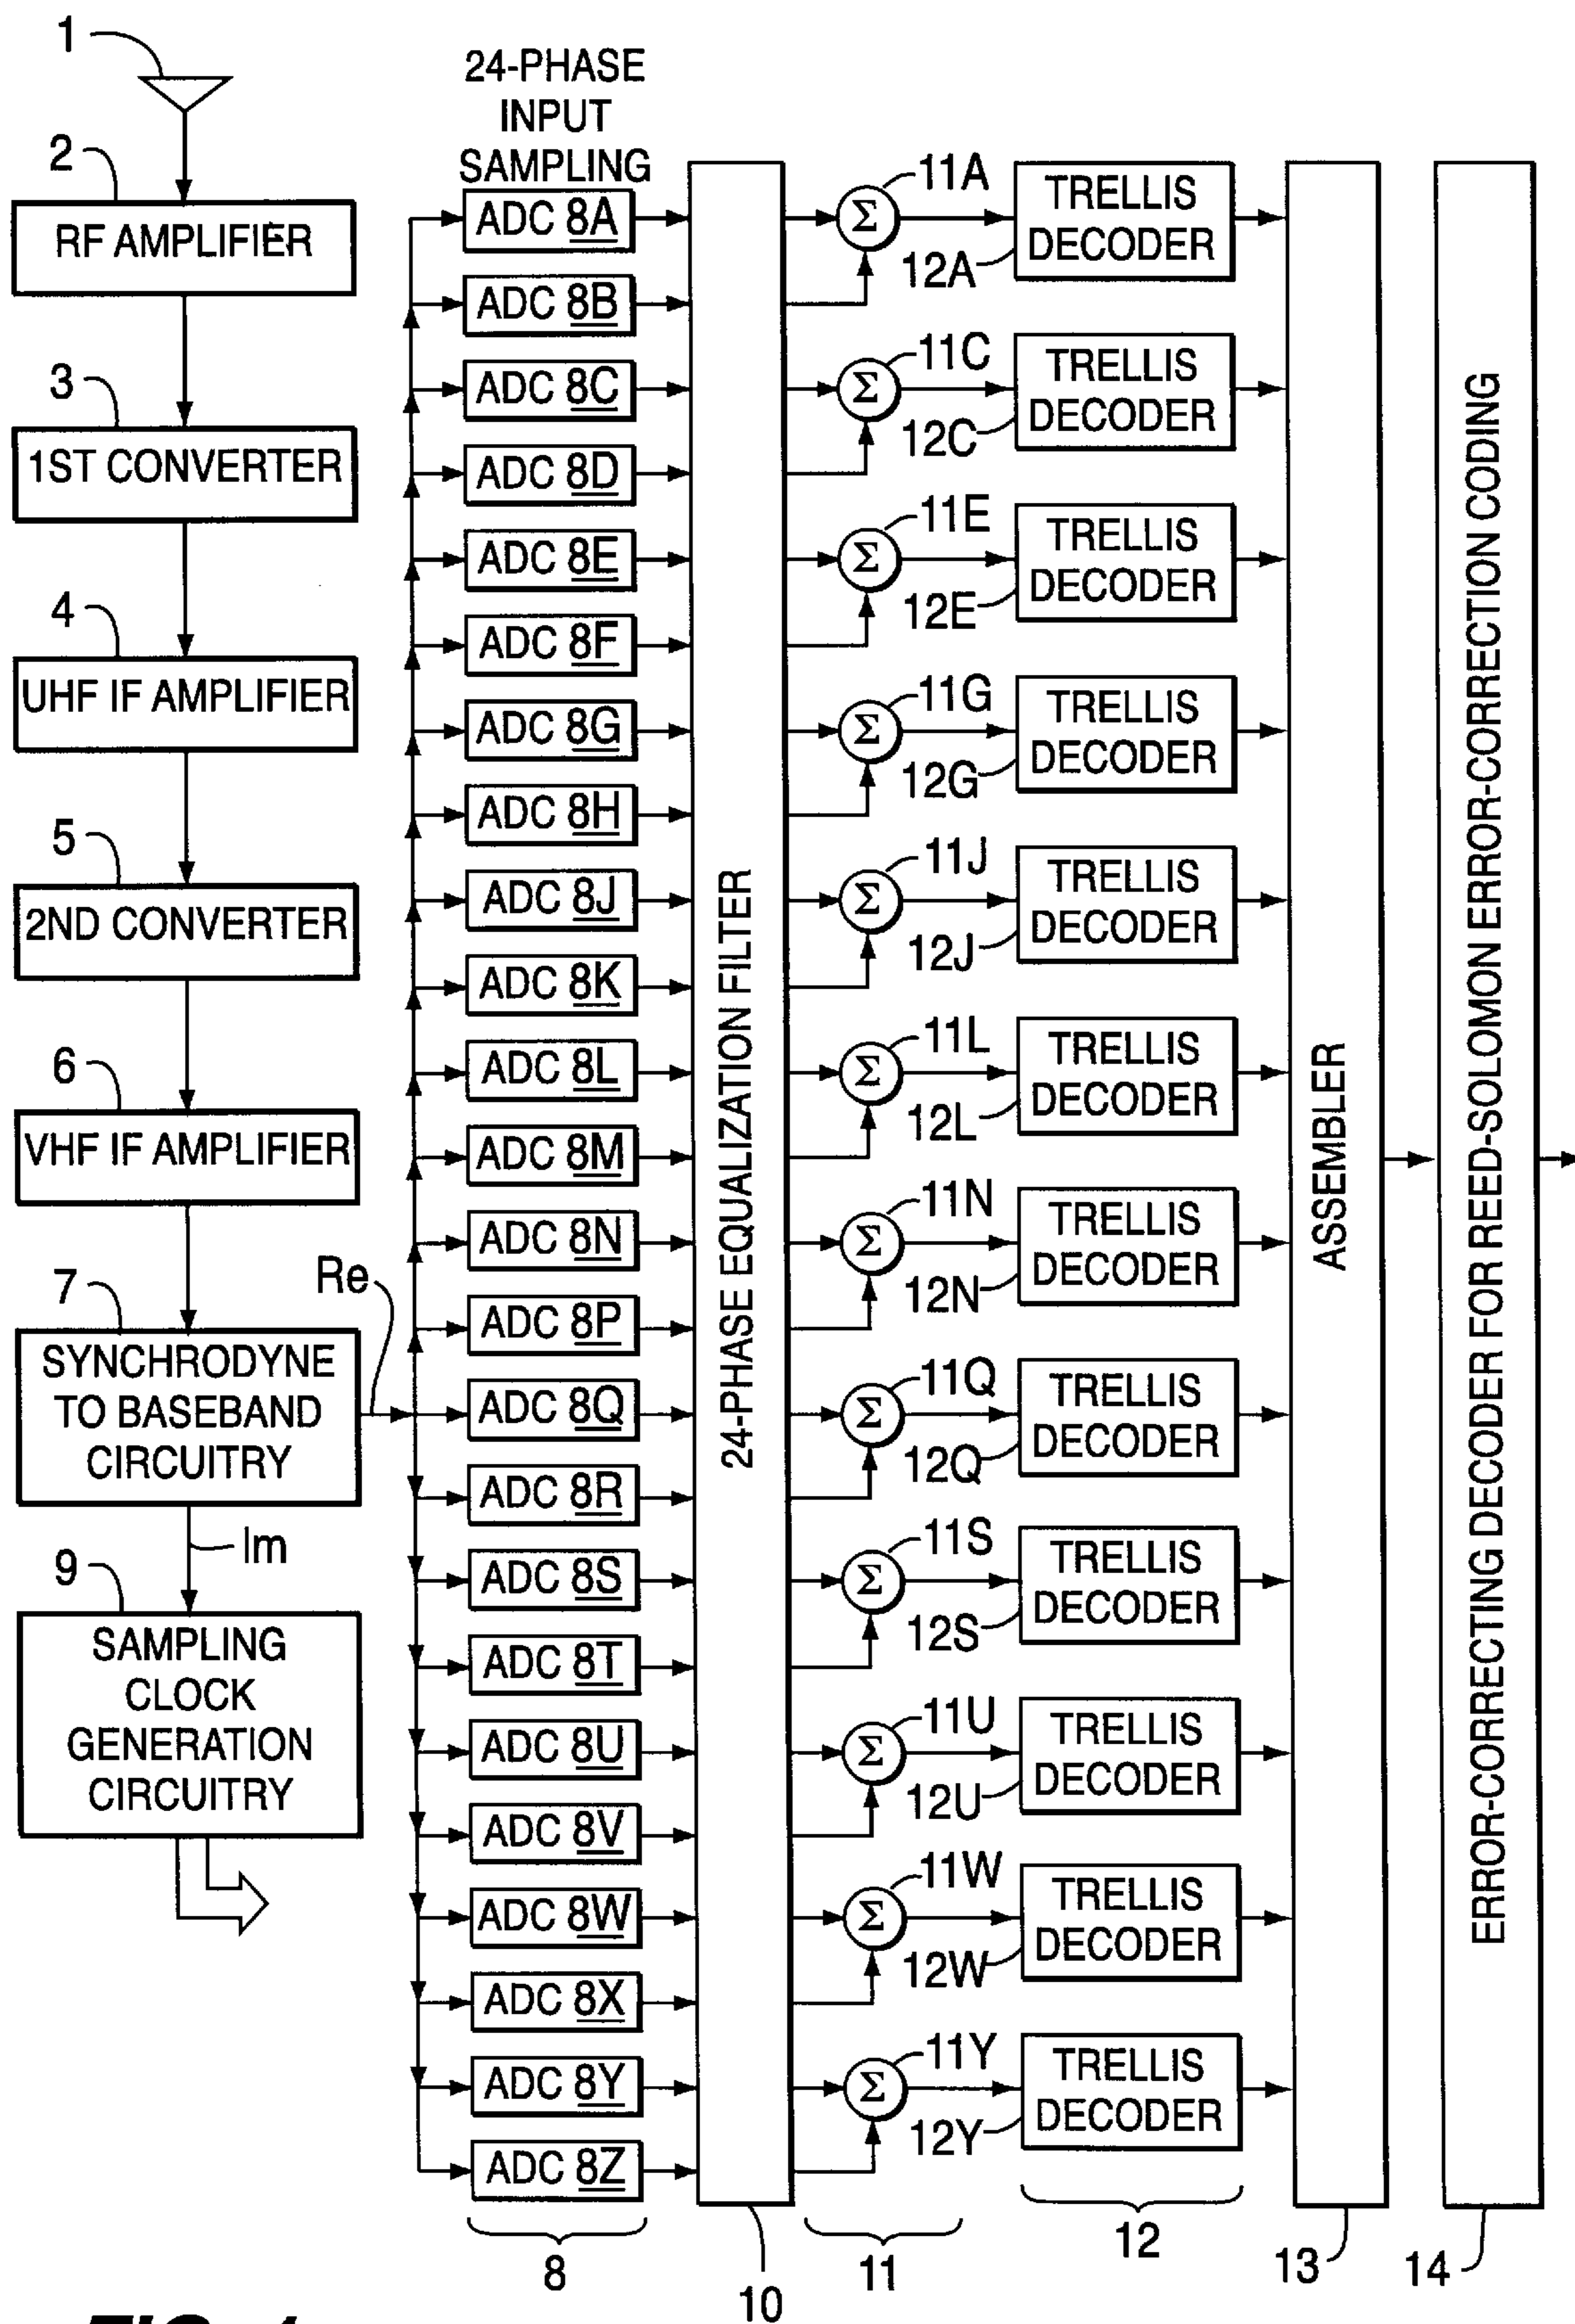 1
2
RF AMPLIFIER
3
1ST CONVERTER
4
UHF IF AMPLIFIER
5
2ND CONVERTER
6
VHF IF AMPLIFIER
7
SYNCHRODYNE
TO BASEBAND
CIRCUITRY
Re
Im
9
SAMPLING
CLOCK
GENERATION
CIRCUITRY
24-PHASE
INPUT
SAMPLING
ADC 8A
ADC 8B
ADC 8C
ADC 8D
ADC 8E
ADC 8F
ADC 8G
ADC 8H
ADC 8J
ADC 8K
ADC 8L
ADC 8M
ADC 8N
ADC 8P
ADC 8Q
ADC 8R
ADC 8S
ADC 8T
ADC 8U
ADC 8V
ADC 8W
ADC 8X
ADC 8Y
ADC 8Z
8
24-PHASE EQUALIZATION FILTER
10
Σ
11A
Σ
11C
Σ
11E
Σ
11G
Σ
11J
Σ
11L
Σ
11N
Σ
11Q
Σ
11S
Σ
11U
Σ
11W
Σ
11Y
11
TRELLIS
DECODER
12A
TRELLIS
DECODER
12C
TRELLIS
DECODER
12E
TRELLIS
DECODER
12G
TRELLIS
DECODER
12J
TRELLIS
DECODER
12L
TRELLIS
DECODER
12N
TRELLIS
DECODER
12Q
TRELLIS
DECODER
12S
TRELLIS
DECODER
12U
TRELLIS
DECODER
12W
TRELLIS
DECODER
12Y
12
ASSEMBLER
13
ERROR-CORRECTING DECODER FOR REED-SOLOMON ERROR-CORRECTION CODING
14